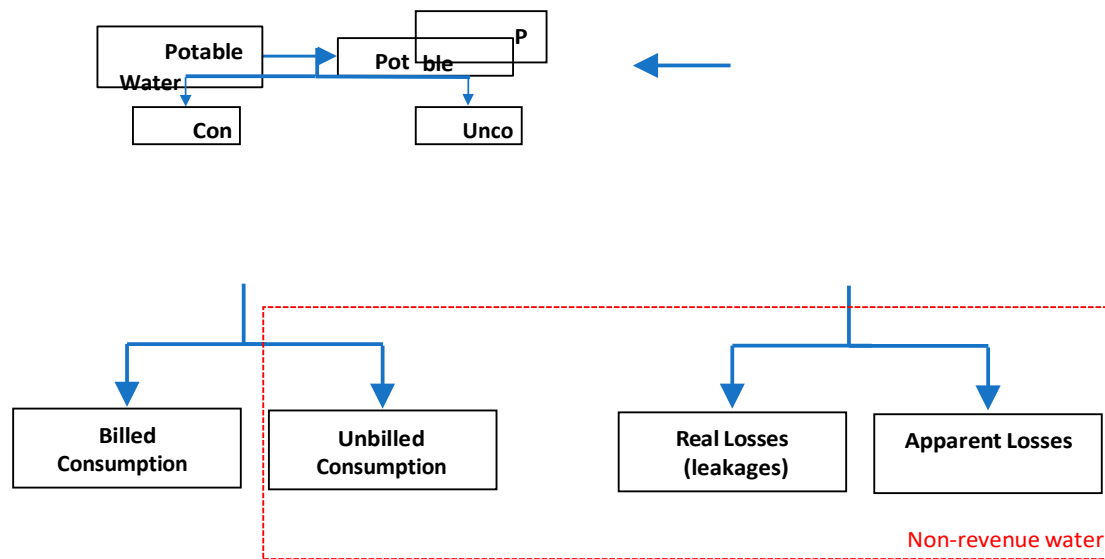 Potable
Water
P
Pot ble
Con
Unco
Billed
Consumption
Unbilled
Consumption
Real Losses
(leakages)
Apparent Losses
Non-revenue water